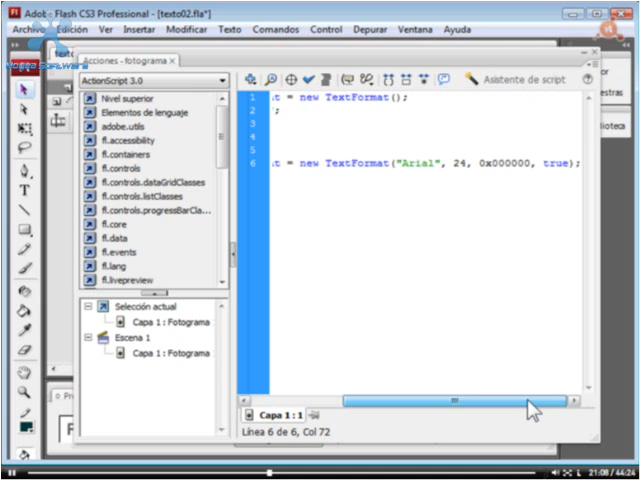 Adobe Flash CS3 Professional - [texto02.fla*]
Archivo Edición Ver Insertar Modificar Texto Comandos Control Depurar Ventana Ayuda
Acciones - fotograma x
ActionScript 3.0
Asistente de script
Nivel superior
Elementos de lenguaje
adobe.utils
fl.accessibility
fl.containers
fl.controls
fl.controls.dataGridClasses
fl.controls.listClasses
fl.controls.progressBarCla...
fl.core
fl.data
fl.events
fl.lang
fl.livepreview
1 .t = new TextFormat();
2 ;
3
4
5
6 .t = new TextFormat("Arial", 24, 0x000000, true);
Selección actual
Capa 1 : Fotograma
Escena 1
Capa 1 : Fotograma
Capa 1 : 1
Línea 6 de 6, Col 72
21:08 / 44:24